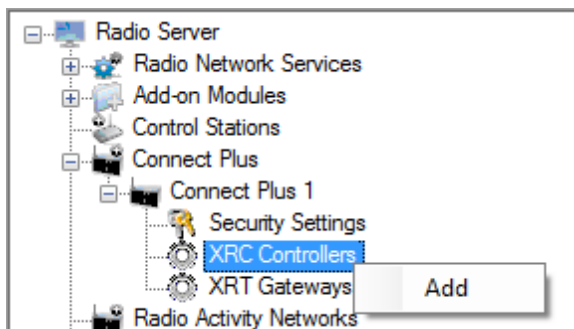 Radio Server
Radio Network Services
Add-on Modules
Control Stations
Connect Plus
Connect Plus 1
Security Settings
XRC Controllers
XRT Gateways
Add
Radio Activity Networks